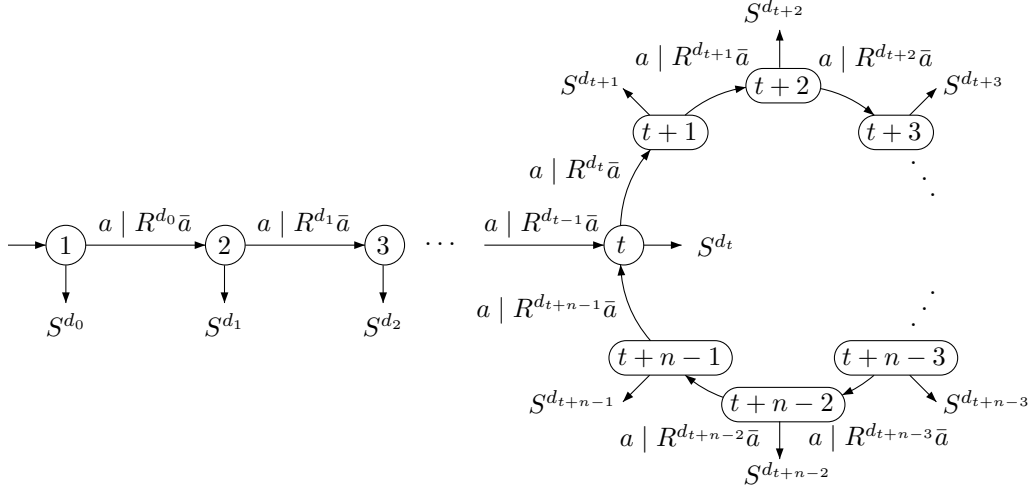 S^{d_{t+2}}
a | R^{d_{t+1}}ā a | R^{d_{t+2}}ā
S^{d_{t+1}} t + 2 S^{d_{t+3}}
t + 1 t + 3
a | R^{d_t}ā
a | R^{d_0}ā a | R^{d_1}ā a | R^{d_{t-1}}ā
1 2 3 ··· t S^{d_t}
a | R^{d_{t+n-1}}ā
S^{d_0} S^{d_1} S^{d_2}
t + n − 1 t + n − 3
S^{d_{t+n-1}} t + n − 2 S^{d_{t+n-3}}
a | R^{d_{t+n-2}}ā a | R^{d_{t+n-3}}ā
S^{d_{t+n-2}}